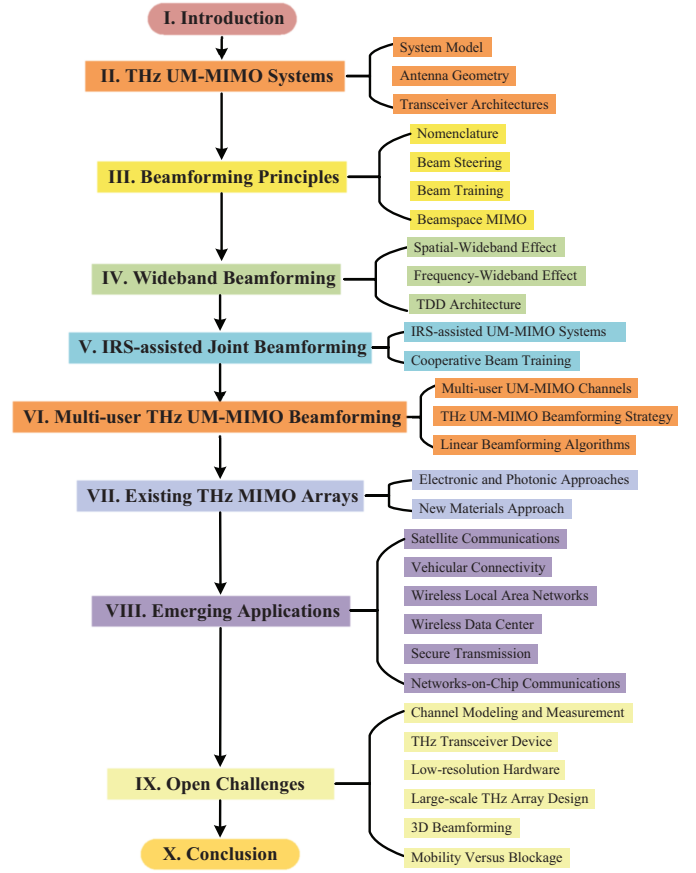 I. Introduction
II. THz UM-MIMO Systems
System Model
Antenna Geometry
Transceiver Architectures
III. Beamforming Principles
Nomenclature
Beam Steering
Beam Training
Beamspace MIMO
IV. Wideband Beamforming
Spatial-Wideband Effect
Frequency-Wideband Effect
TDD Architecture
V. IRS-assisted Joint Beamforming
IRS-assisted UM-MIMO Systems
Cooperative Beam Training
VI. Multi-user THz UM-MIMO Beamforming
Multi-user UM-MIMO Channels
THz UM-MIMO Beamforming Strategy
Linear Beamforming Algorithms
VII. Existing THz MIMO Arrays
Electronic and Photonic Approaches
New Materials Approach
VIII. Emerging Applications
Satellite Communications
Vehicular Connectivity
Wireless Local Area Networks
Wireless Data Center
Secure Transmission
Networks-on-Chip Communications
IX. Open Challenges
Channel Modeling and Measurement
THz Transceiver Device
Low-resolution Hardware
Large-scale THz Array Design
3D Beamforming
Mobility Versus Blockage
X. Conclusion